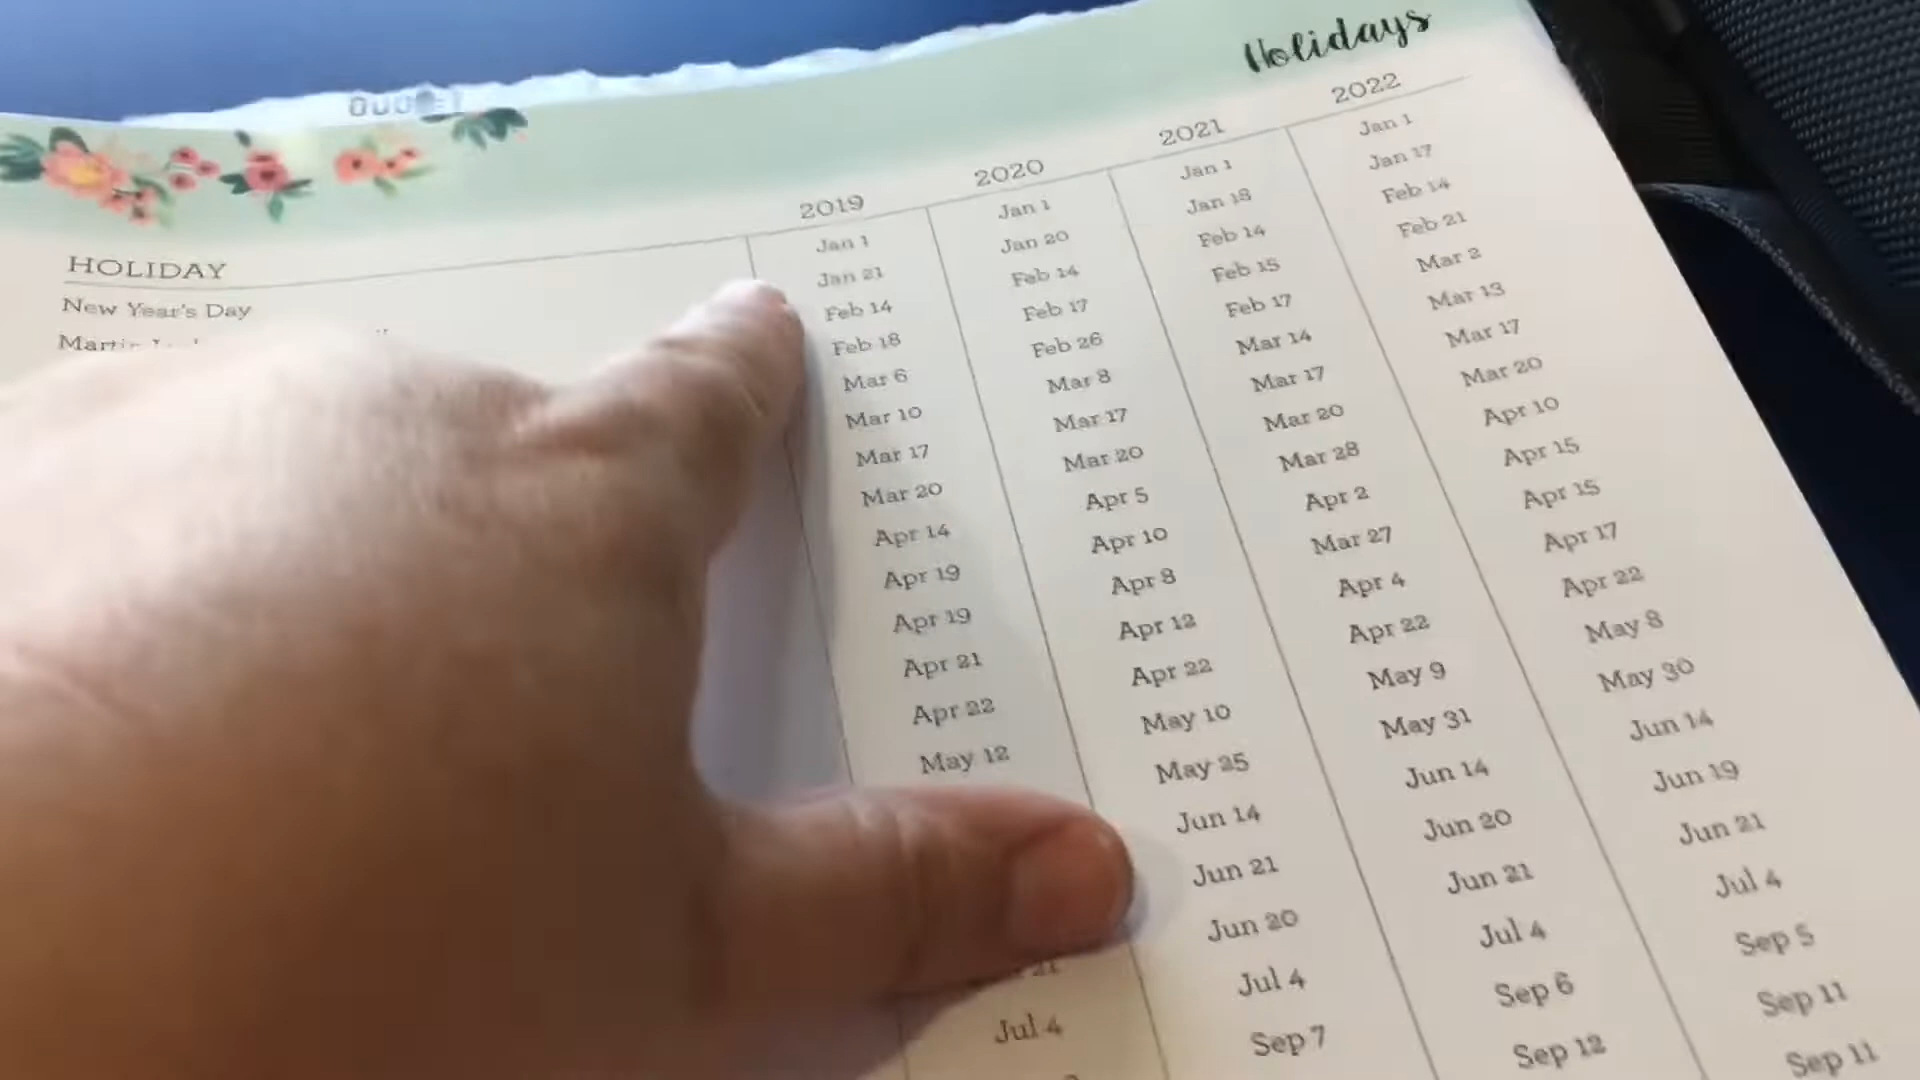 Holidays
HOLIDAY 2019 2020 2021 2022
New Year's Day Jan 1 Jan 1 Jan 1 Jan 1
Martin Jan 21 Jan 20 Jan 18 Jan 17
Feb 14 Feb 14 Feb 14 Feb 14
Feb 18 Feb 17 Feb 15 Feb 21
Mar 6 Feb 26 Feb 17 Mar 2
Mar 10 Mar 8 Mar 14 Mar 13
Mar 17 Mar 17 Mar 17 Mar 17
Mar 20 Mar 20 Mar 20 Mar 20
Apr 14 Apr 5 Mar 28 Apr 10
Apr 19 Apr 10 Apr 2 Apr 15
Apr 19 Apr 8 Mar 27 Apr 15
Apr 21 Apr 12 Apr 4 Apr 17
Apr 22 Apr 22 Apr 22 Apr 22
May 12 May 10 May 9 May 8
May 25 May 31 May 30
Jun 14 Jun 14 Jun 14
Jun 21 Jun 20 Jun 19
21 Jun 20 Jun 21 Jun 21
Jul 4 Jul 4 Jul 4 Jul 4
Sep 7 Sep 6 Sep 5
Sep 12 Sep 11
Sep 11